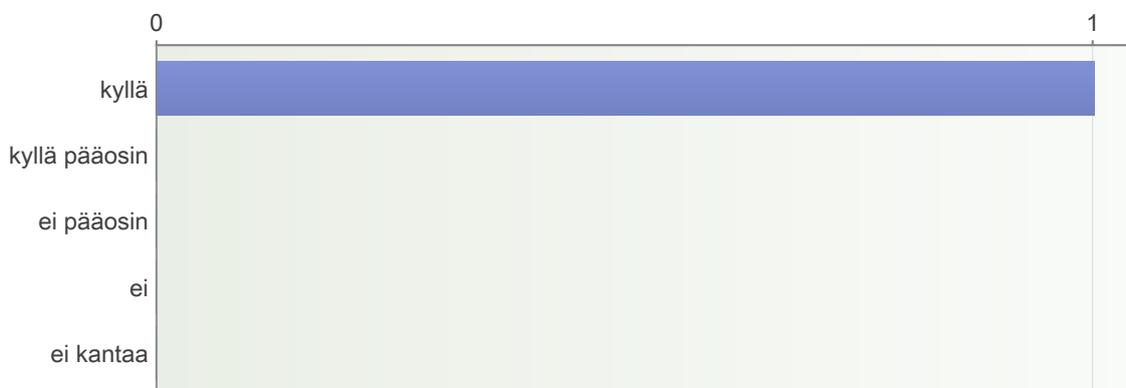 0 1
kyllä
kyllä pääosin
ei pääosin
ei
ei kantaa